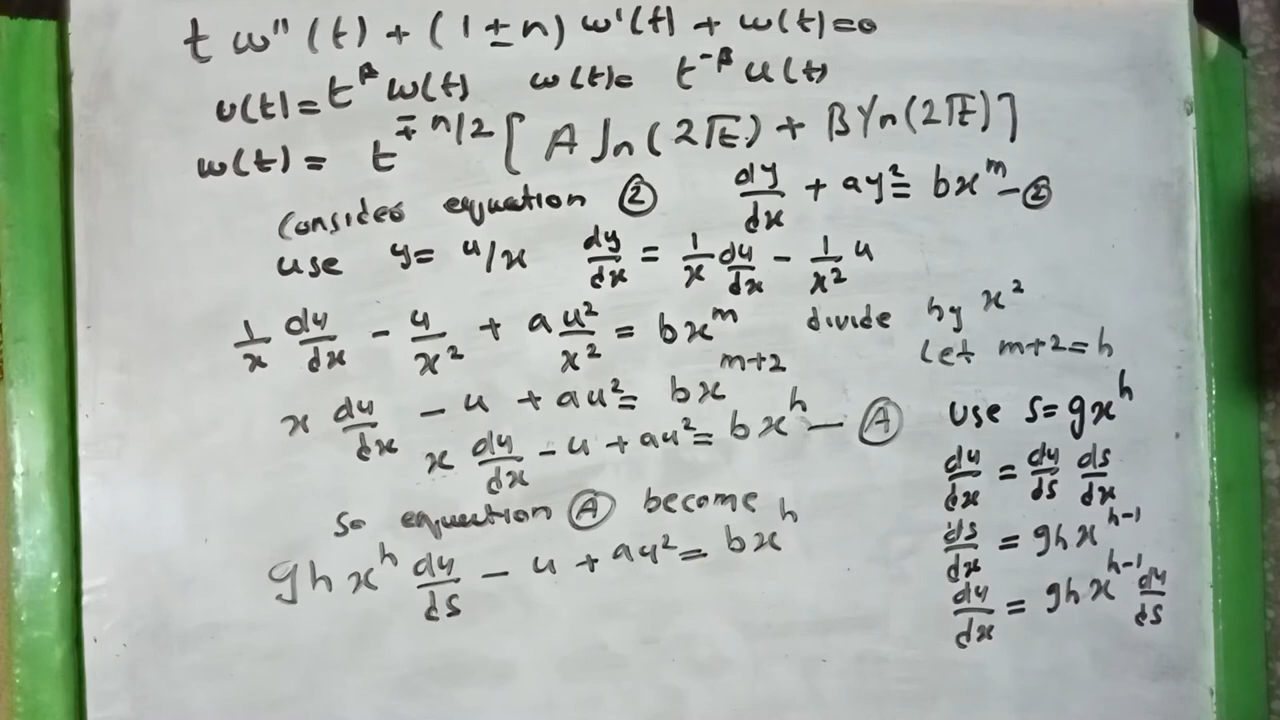 t w''(t) + (1 ± n) w'(t) + w(t) = 0
u(t) = t^β w(t) w(t) = t^-β u(t)
w(t) = t^∓n/2 [ A Jn (2√t) + B Yn (2√t) ]
Consider equation ② dy/dx + ay² = bx^m — ②
use y = u/x dy/dx = 1/x du/dx - 1/x² u
1/x du/dx - u/x² + a u²/x² = bx^m divide by x²
x du/dx - u + au² = bx^m+2 Let m+2 = h
x du/dx - u + au² = bx^h — Ⓐ use s = gx^h
du/dx = du/ds ds/dx
So equation Ⓐ become ds/dx = ghx^h-1
ghx^h du/ds - u + au² = bx^h du/dx = ghx^h-1 du/ds